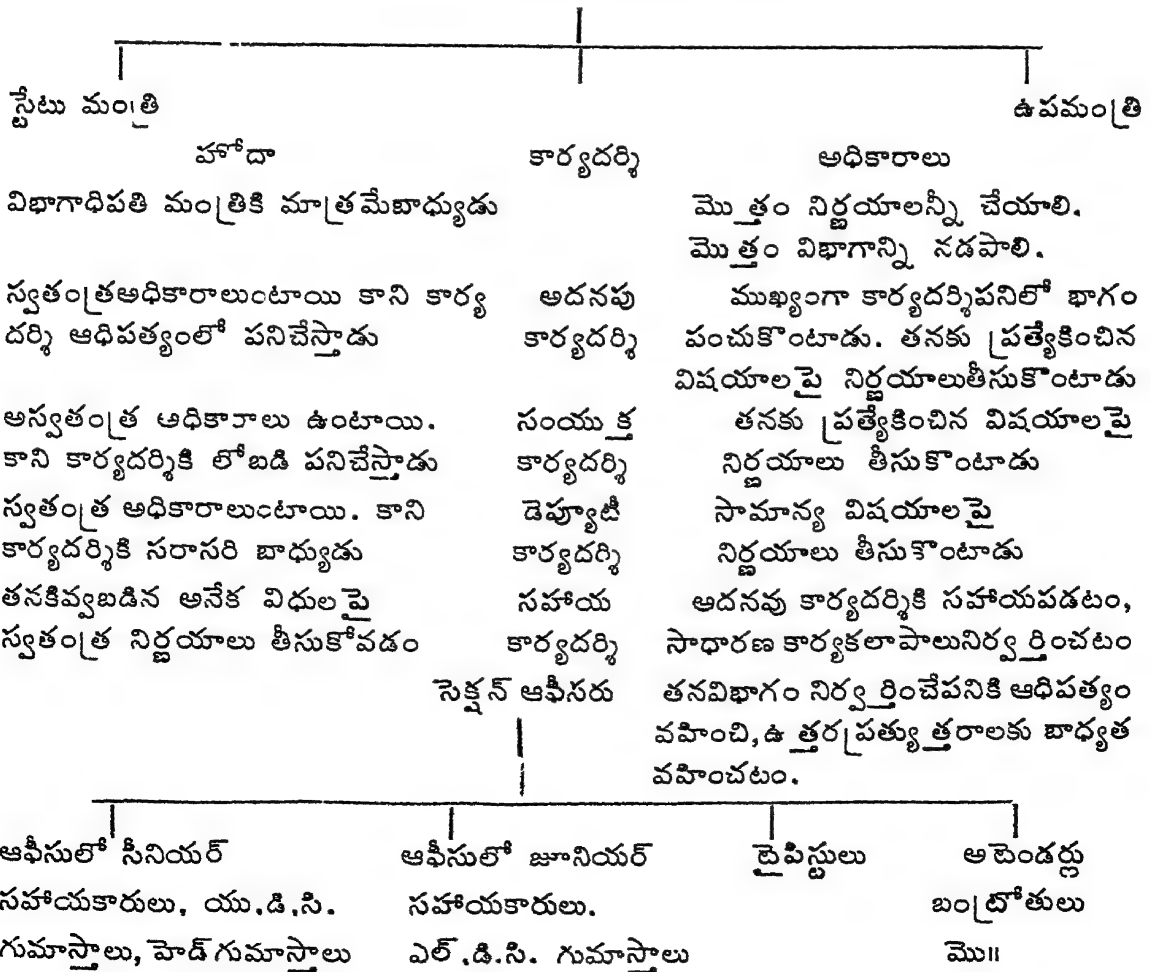 స్టేటు మంత్రి ఉపమంత్రి
హోదా కార్యదర్శి అధికారాలు
విభాగాధిపతి మంత్రికి మాత్రమేబాధ్యుడు మొత్తం నిర్ణయాలన్నీ చేయాలి.
మొత్తం విభాగాన్ని నడపాలి.
స్వతంత్రఅధికారాలుంటాయి కాని కార్య అదనపు ముఖ్యంగా కార్యదర్శిపనిలో భాగం
దర్శి ఆధిపత్యంలో పనిచేస్తాడు కార్యదర్శి పంచుకొంటాడు. తనకు ప్రత్యేకించిన
విషయాలపై నిర్ణయాలుతీసుకొంటాడు
అస్వతంత్ర ఆధికారాలు ఉంటాయి. సంయుక్త తనకు ప్రత్యేకించిన విషయాలపై
కాని కార్యదర్శికి లోబడి పనిచేస్తాడు కార్యదర్శి నిర్ణయాలు తీసుకొంటాడు
స్వతంత్ర అధికారాలుంటాయి. కాని డెప్యూటీ సామాన్య విషయాలపై
కార్యదర్శికి సరాసరి బాధ్యుడు కార్యదర్శి నిర్ణయాలు తీసుకొంటాడు
తనకివ్వబడిన అనేక విధులపై సహాయ ఆదనవు కార్యదర్శికి సహాయపడటం,
స్వతంత్ర నిర్ణయాలు తీసుకోవడం కార్యదర్శి సాధారణ కార్యకలాపాలునిర్వర్తించటం
సెక్షన్ ఆఫీసరు తనవిభాగం నిర్వర్తించేపనికి ఆధిపత్యం
వహించి,ఉత్తరప్రత్యుత్తరాలకు బాధ్యత
వహించటం.
ఆఫీసులో సీనియర్ ఆఫీసులో జూనియర్ టైపిస్టులు అటెండర్లు
సహాయకారులు, యు.డి.సి. సహాయకారులు. బంట్రోతులు
గుమాస్తాలు, హెడ్‌గుమాస్తాలు ఎల్.డి.సి. గుమాస్తాలు మొ॥